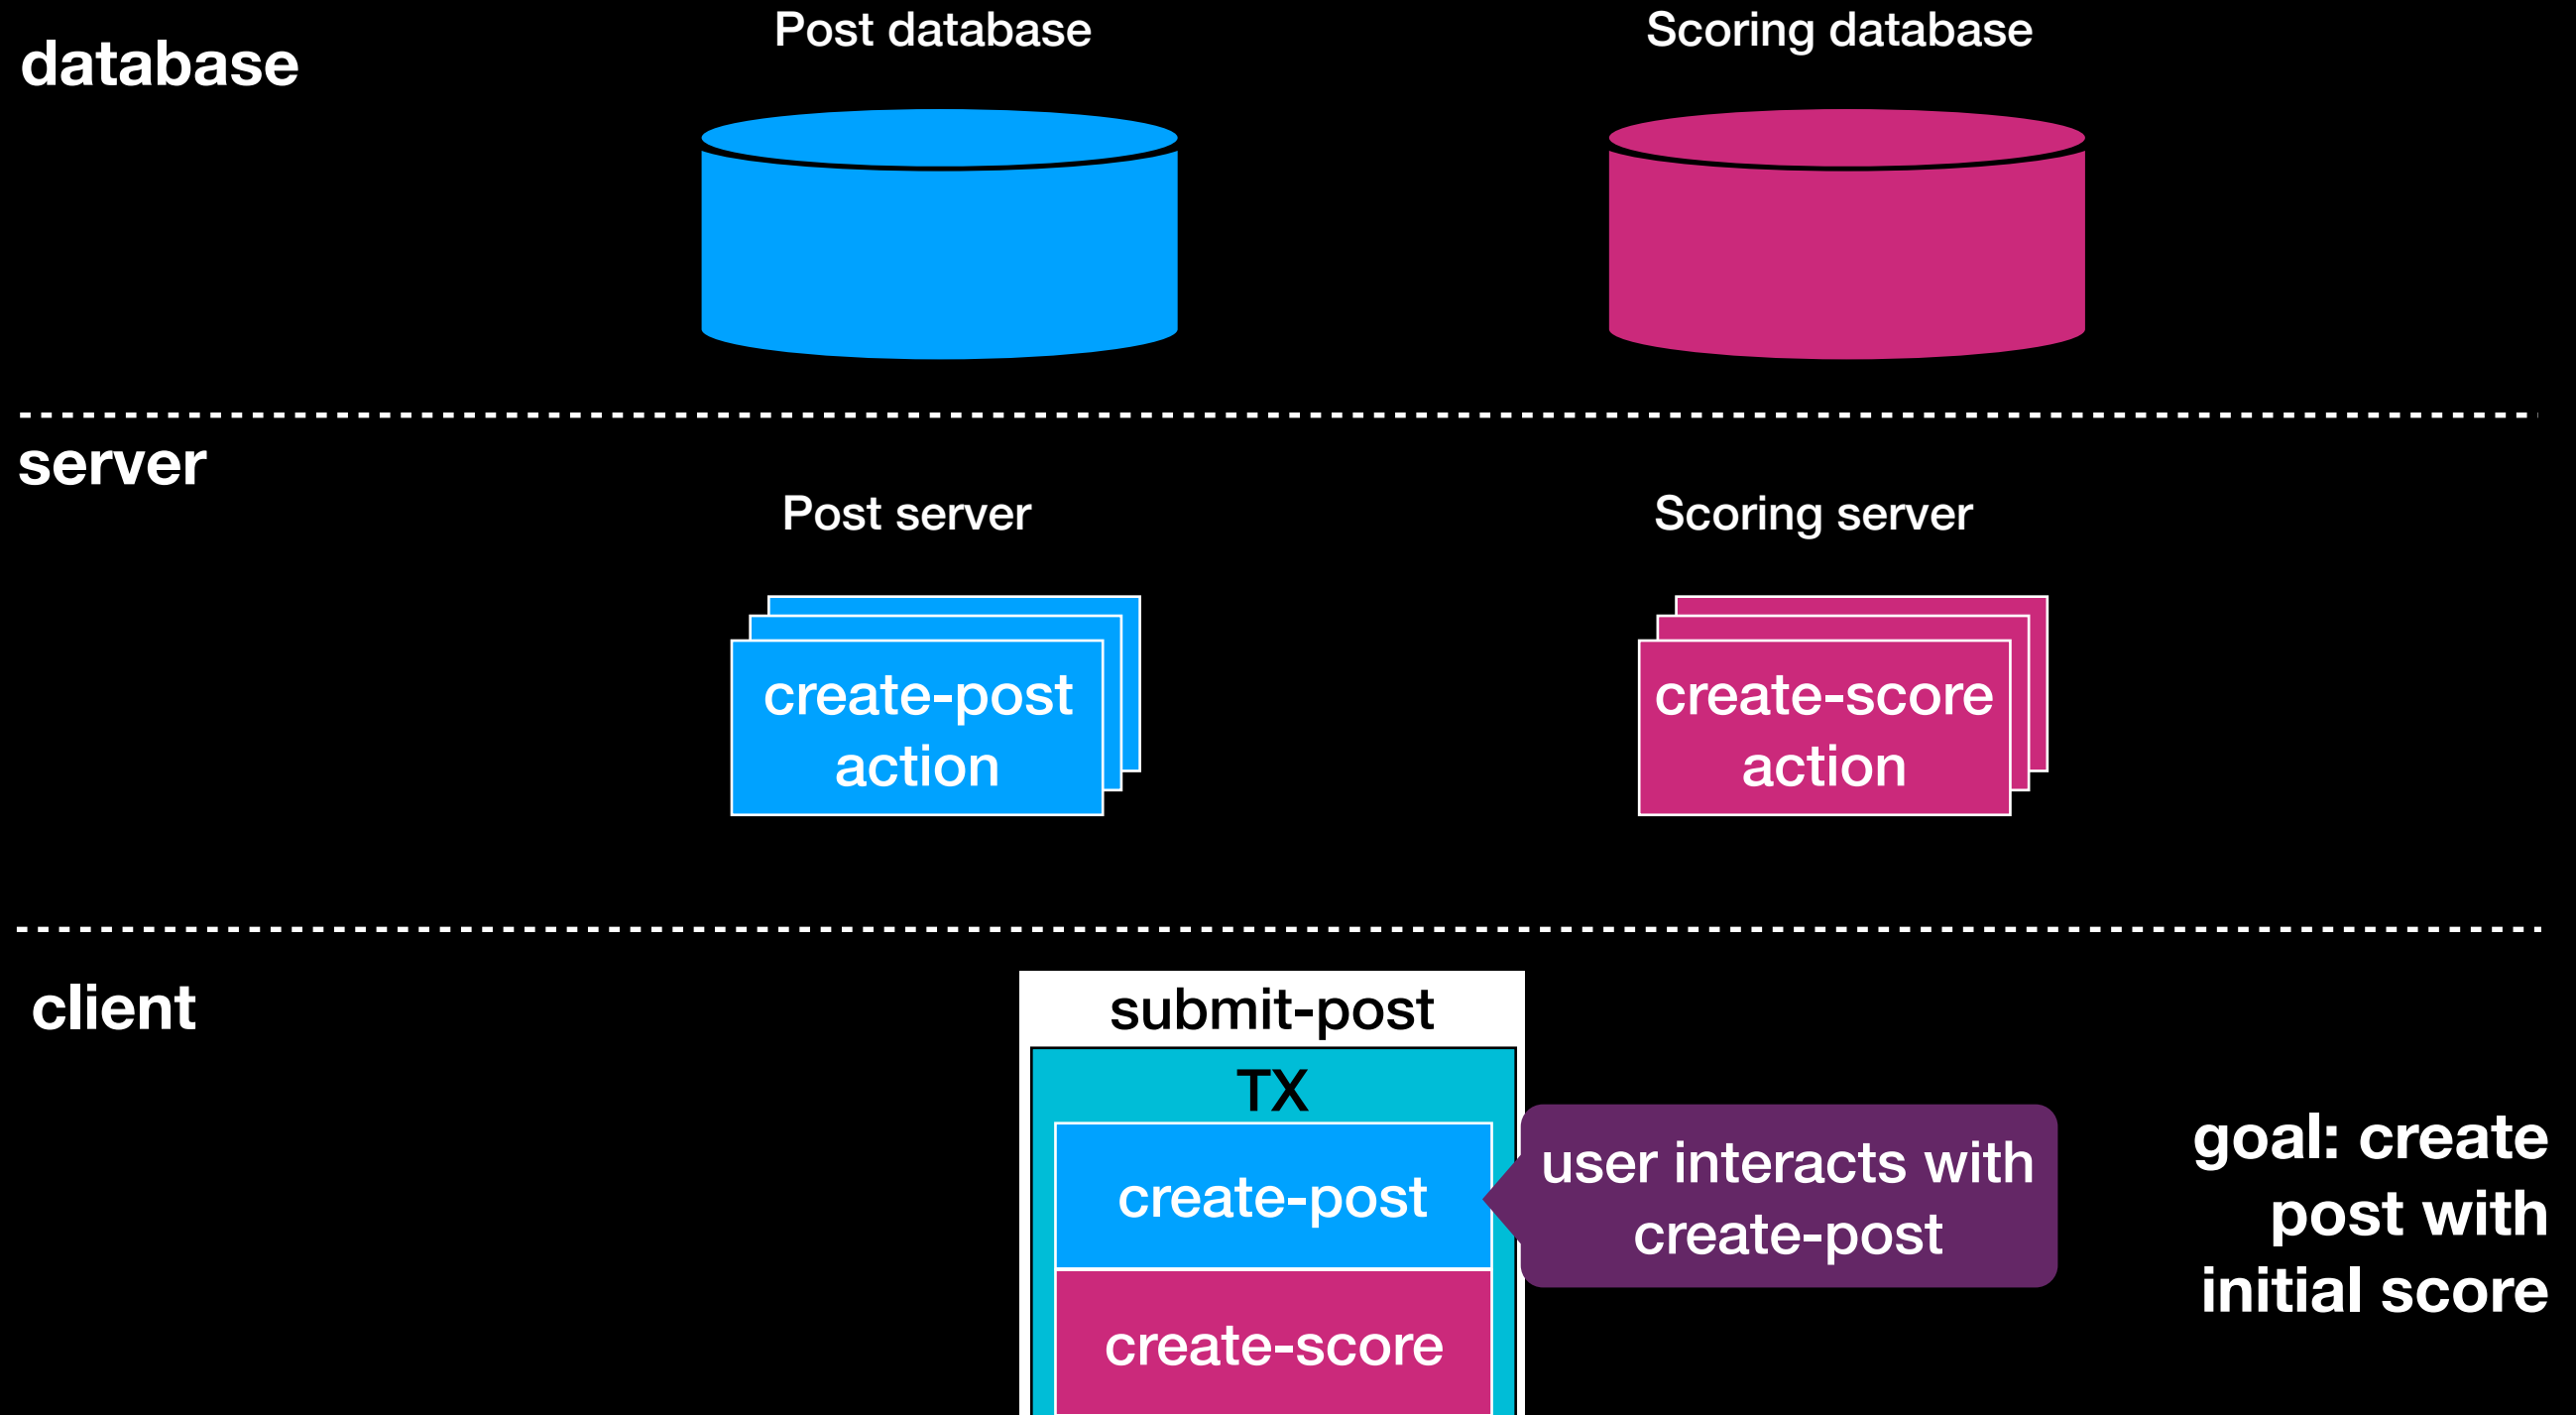 database
Post database
Scoring database
server
Post server
Scoring server
create-post
action
create-score
action
client
submit-post
TX
create-post
user interacts with
create-post
create-score
goal: create
post with
initial score